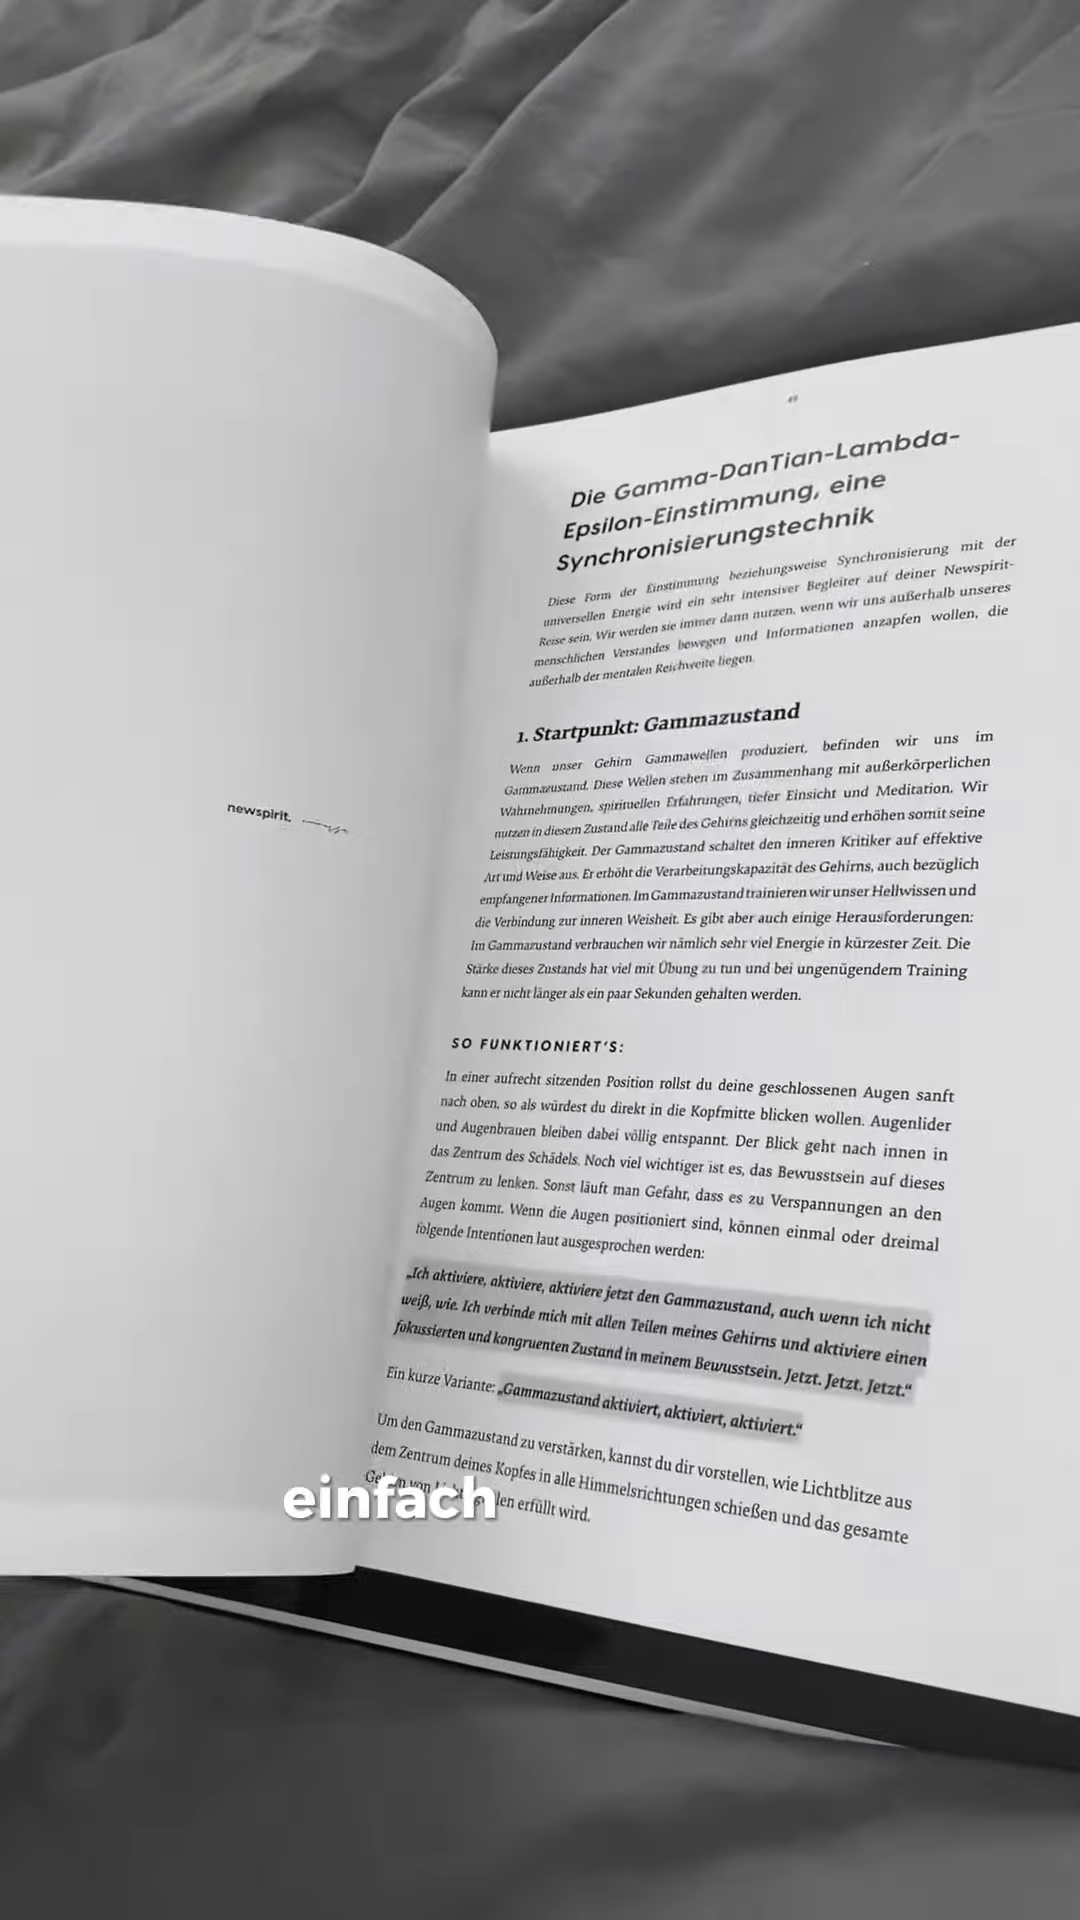 newspirit.
49
Die Gamma-DanTian-Lambda-
Epsilon-Einstimmung, eine
Synchronisierungstechnik
Diese Form der Einstimmung beziehungsweise Synchronisierung mit der
universellen Energie wird ein sehr intensiver Begleiter auf deiner Newspirit-
Reise sein. Wir werden sie immer dann nutzen, wenn wir uns außerhalb unseres
menschlichen Verstandes bewegen und Informationen anzapfen wollen, die
außerhalb der mentalen Reichweite liegen.
1. Startpunkt: Gammazustand
Wenn unser Gehirn Gammawellen produziert, befinden wir uns im
Gammazustand. Diese Wellen stehen im Zusammenhang mit außerkörperlichen
Wahrnehmungen, spirituellen Erfahrungen, tiefer Einsicht und Meditation. Wir
nutzen in diesem Zustand alle Teile des Gehirns gleichzeitig und erhöhen somit seine
Leistungsfähigkeit. Der Gammazustand schaltet den inneren Kritiker auf effektive
Art und Weise aus. Er erhöht die Verarbeitungskapazität des Gehirns, auch bezüglich
empfangener Informationen. Im Gammazustand trainieren wir unser Hellwissen und
die Verbindung zur inneren Weisheit. Es gibt aber auch einige Herausforderungen:
Im Gammazustand verbrauchen wir nämlich sehr viel Energie in kürzester Zeit. Die
Stärke dieses Zustands hat viel mit Übung zu tun und bei ungenügendem Training
kann er nicht länger als ein paar Sekunden gehalten werden.
SO FUNKTIONIERT'S:
In einer aufrecht sitzenden Position rollst du deine geschlossenen Augen sanft
nach oben, so als würdest du direkt in die Kopfmitte blicken wollen. Augenlider
und Augenbrauen bleiben dabei völlig entspannt. Der Blick geht nach innen in
das Zentrum des Schädels. Noch viel wichtiger ist es, das Bewusstsein auf dieses
Zentrum zu lenken. Sonst läuft man Gefahr, dass es zu Verspannungen an den
Augen kommt. Wenn die Augen positioniert sind, können einmal oder dreimal
folgende Intentionen laut ausgesprochen werden:
„Ich aktiviere, aktiviere, aktiviere jetzt den Gammazustand, auch wenn ich nicht
weiß, wie. Ich verbinde mich mit allen Teilen meines Gehirns und aktiviere einen
fokussierten und kongruenten Zustand in meinem Bewusstsein. Jetzt. Jetzt. Jetzt.“
Ein kurze Variante: „Gammazustand aktiviert, aktiviert, aktiviert.“
Um den Gammazustand zu verstärken, kannst du dir vorstellen, wie Lichtblitze aus
dem Zentrum deines Kopfes in alle Himmelsrichtungen schießen und das gesamte
von erfüllt wird.
einfach